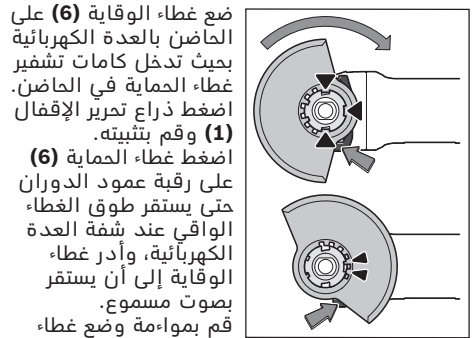 ضع غطاء الوقاية (6) على
الحاضن بالعدة الكهربائية
بحيث تدخل كامات تشفير
غطاء الحماية في الحاضن.
اضغط ذراع تحرير الإقفال
(1) وقم بتثبيته.
اضغط غطاء الحماية (6)
على رقبة عمود الدوران
حتى يستقر طوق الغطاء
الواقي عند شفة العدة
الكهربائية، وأدر غطاء
الوقاية إلى أن يستقر
بصوت مسموع.
قم بمواءمة وضع غطاء